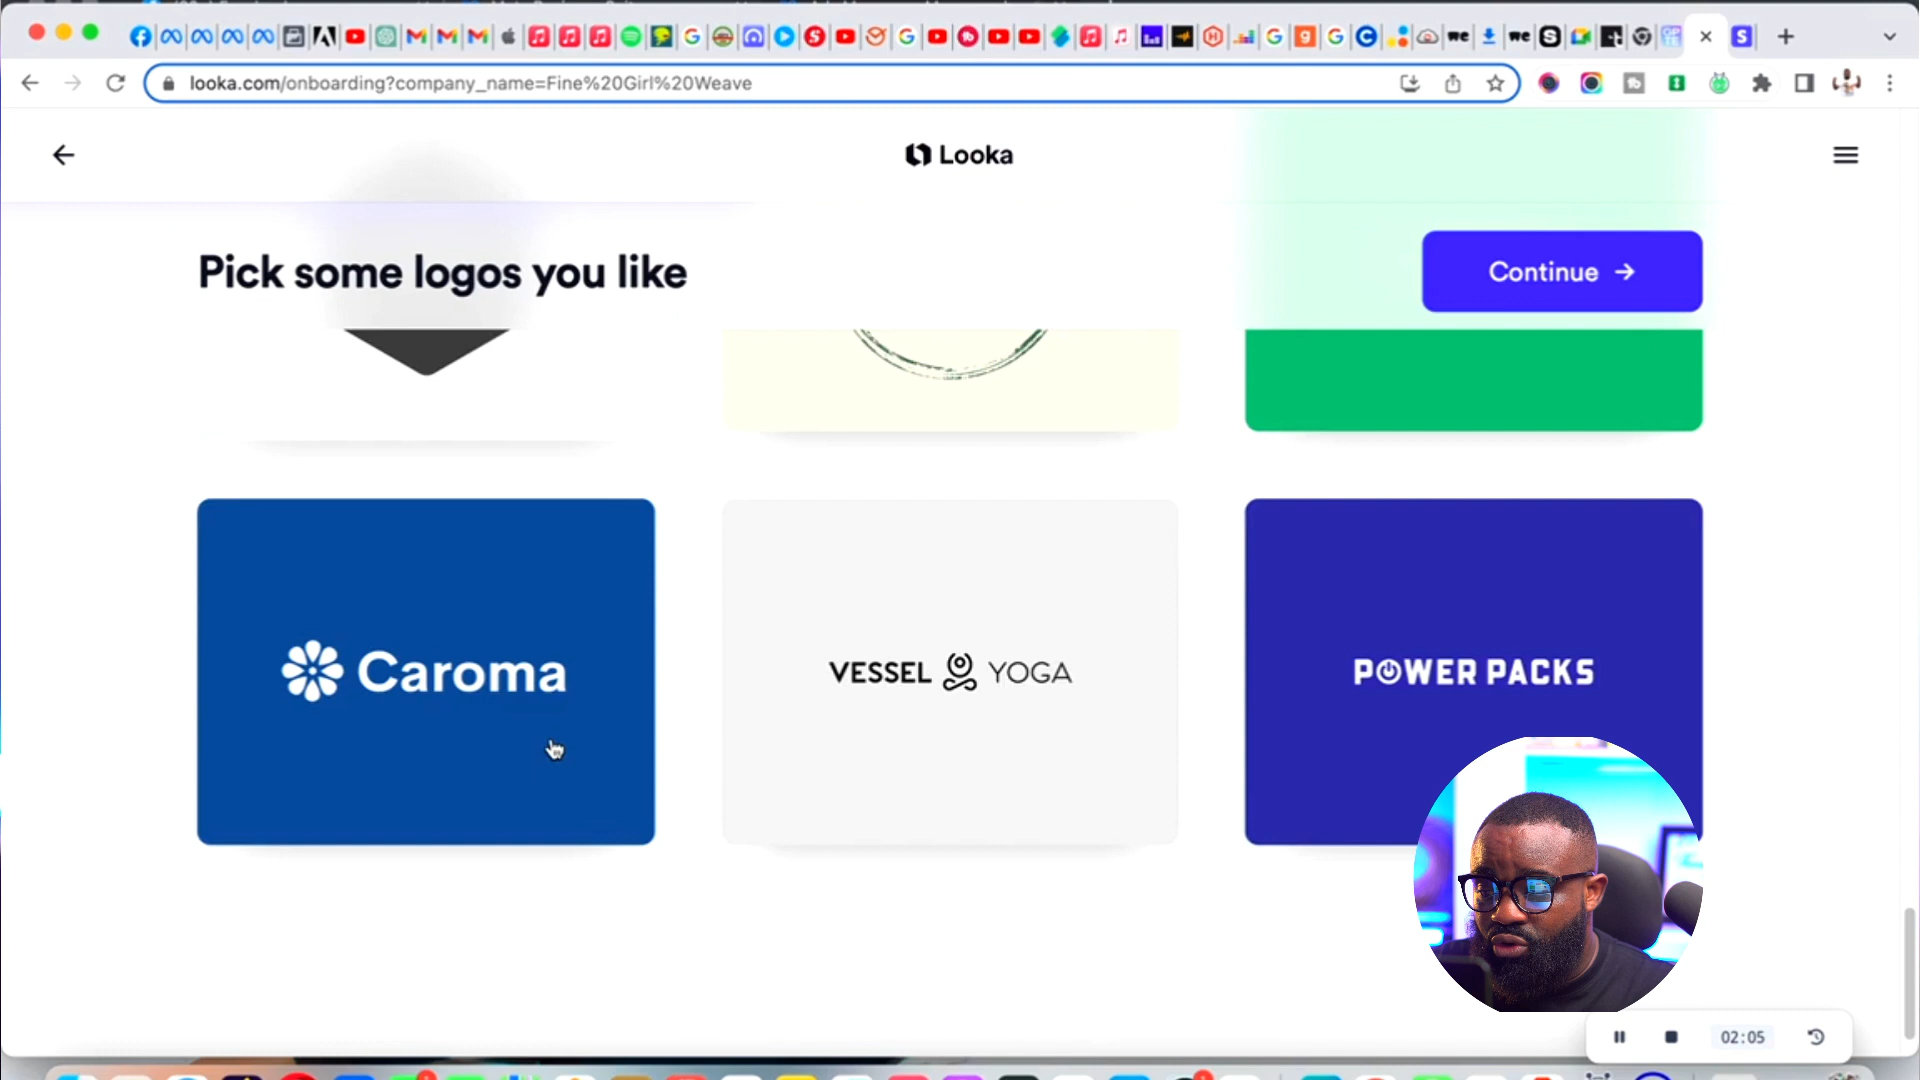 looka.com/onboarding?company_name=Fine%20Girl%20Weave
Looka
Pick some logos you like
Continue →
Caroma
VESSEL YOGA
POWER PACKS
02:05